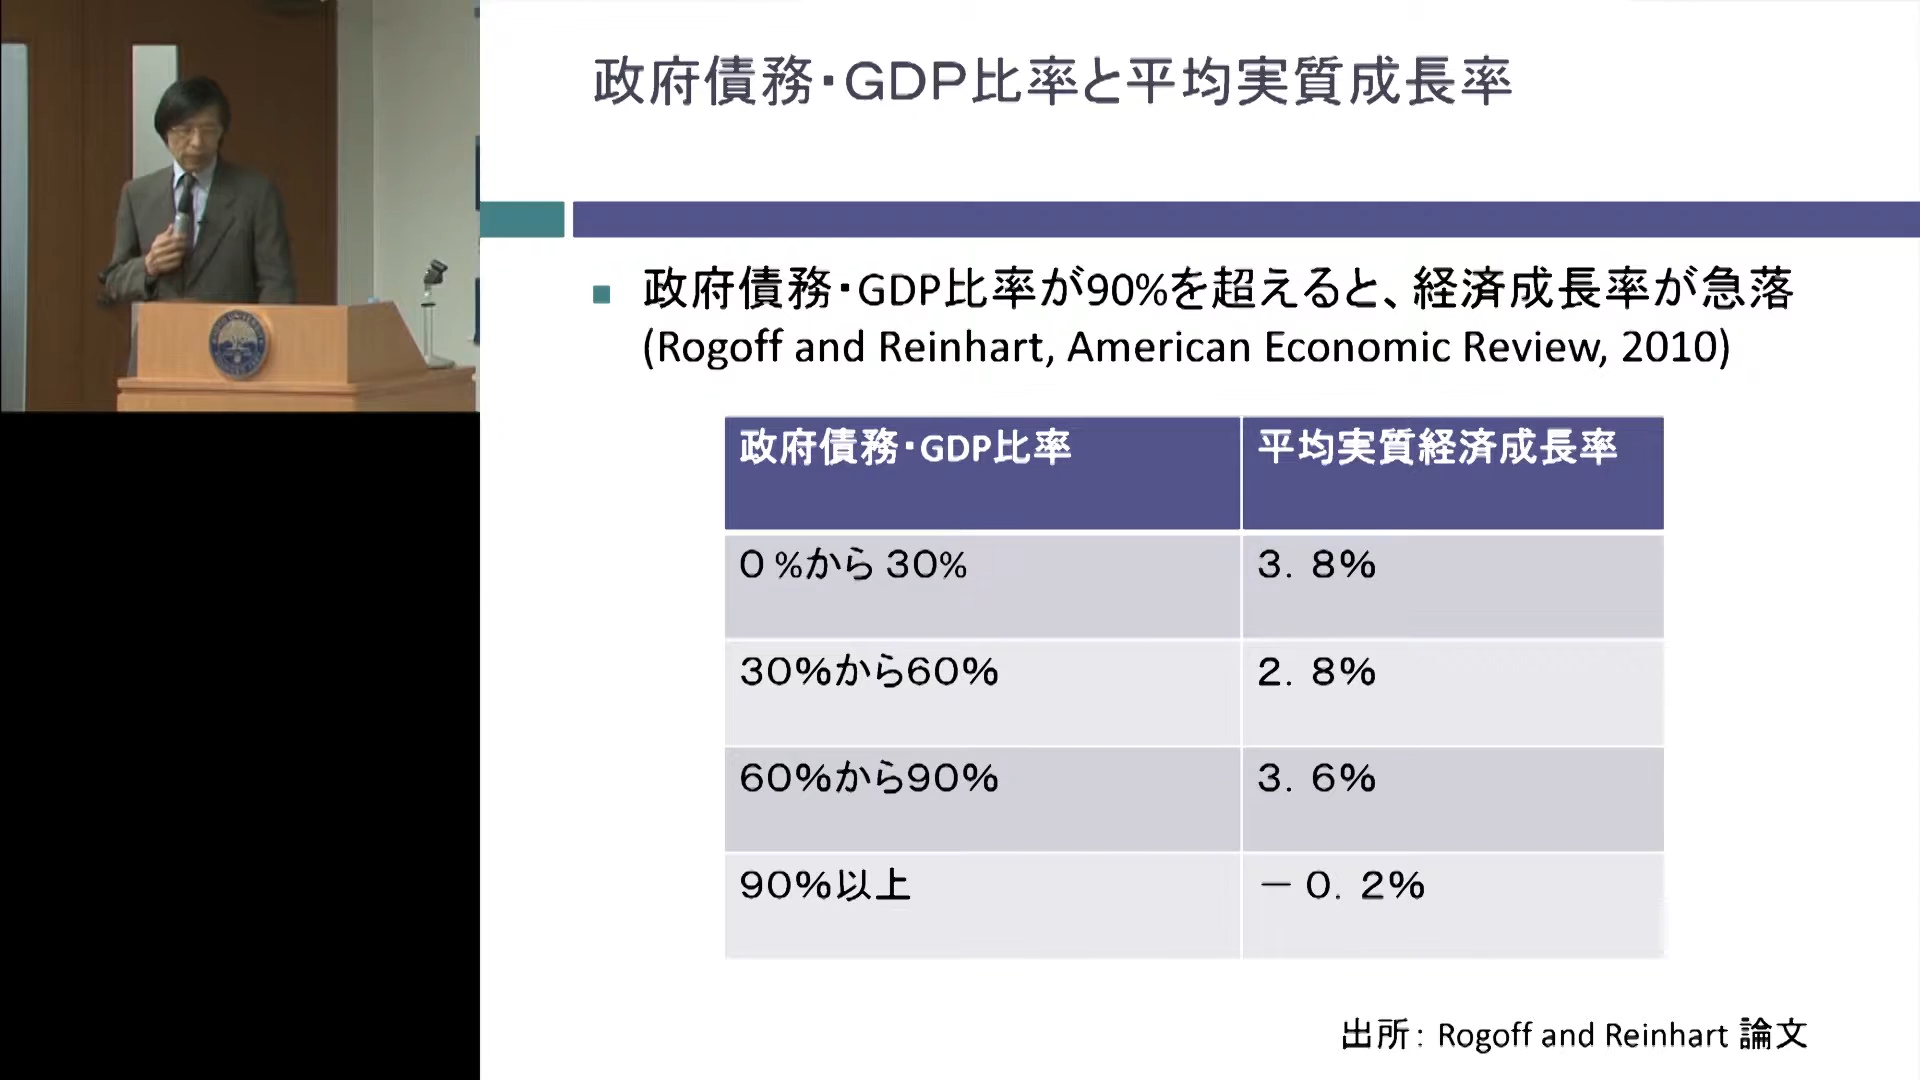 政府債務・GDP比率と平均実質成長率
政府債務・GDP比率が90%を超えると、経済成長率が急落
(Rogoff and Reinhart, American Economic Review, 2010)
政府債務・GDP比率
平均実質経済成長率
０%から 30%
３．８%
30%から60%
２．８%
60%から90%
３．６%
90%以上
－０．２%
出所： Rogoff and Reinhart 論文